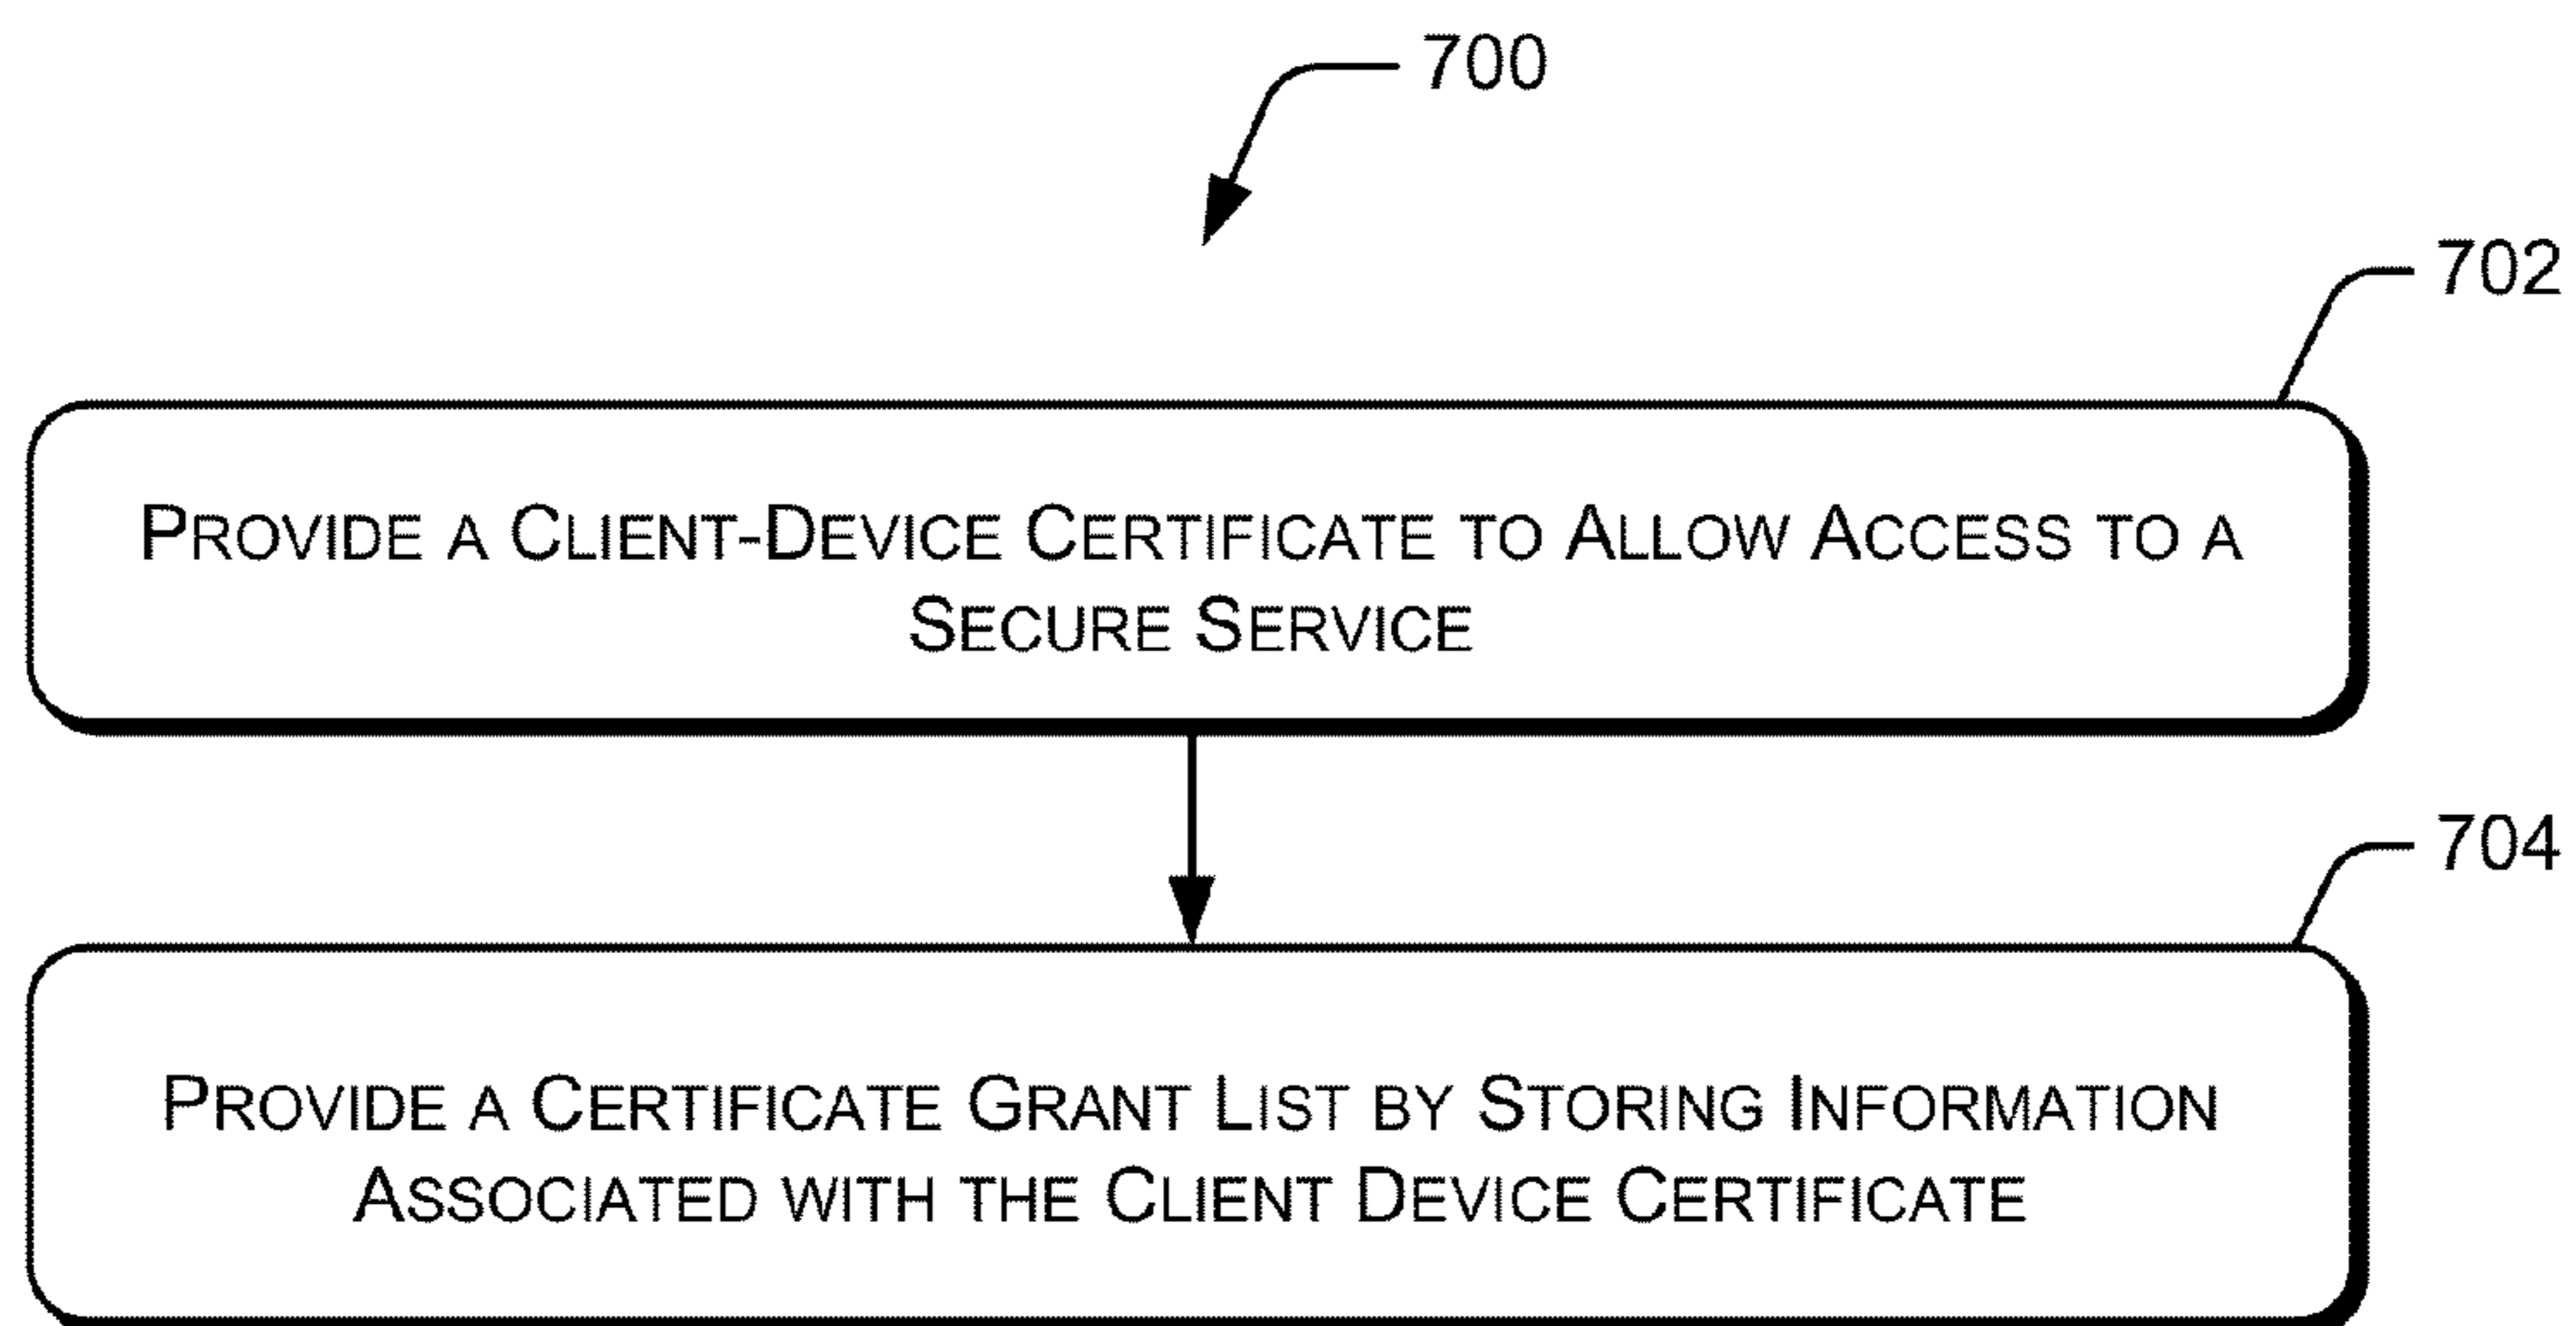 700
702
PROVIDE A CLIENT-DEVICE CERTIFICATE TO ALLOW ACCESS TO A
SECURE SERVICE
704
PROVIDE A CERTIFICATE GRANT LIST BY STORING INFORMATION
ASSOCIATED WITH THE CLIENT DEVICE CERTIFICATE